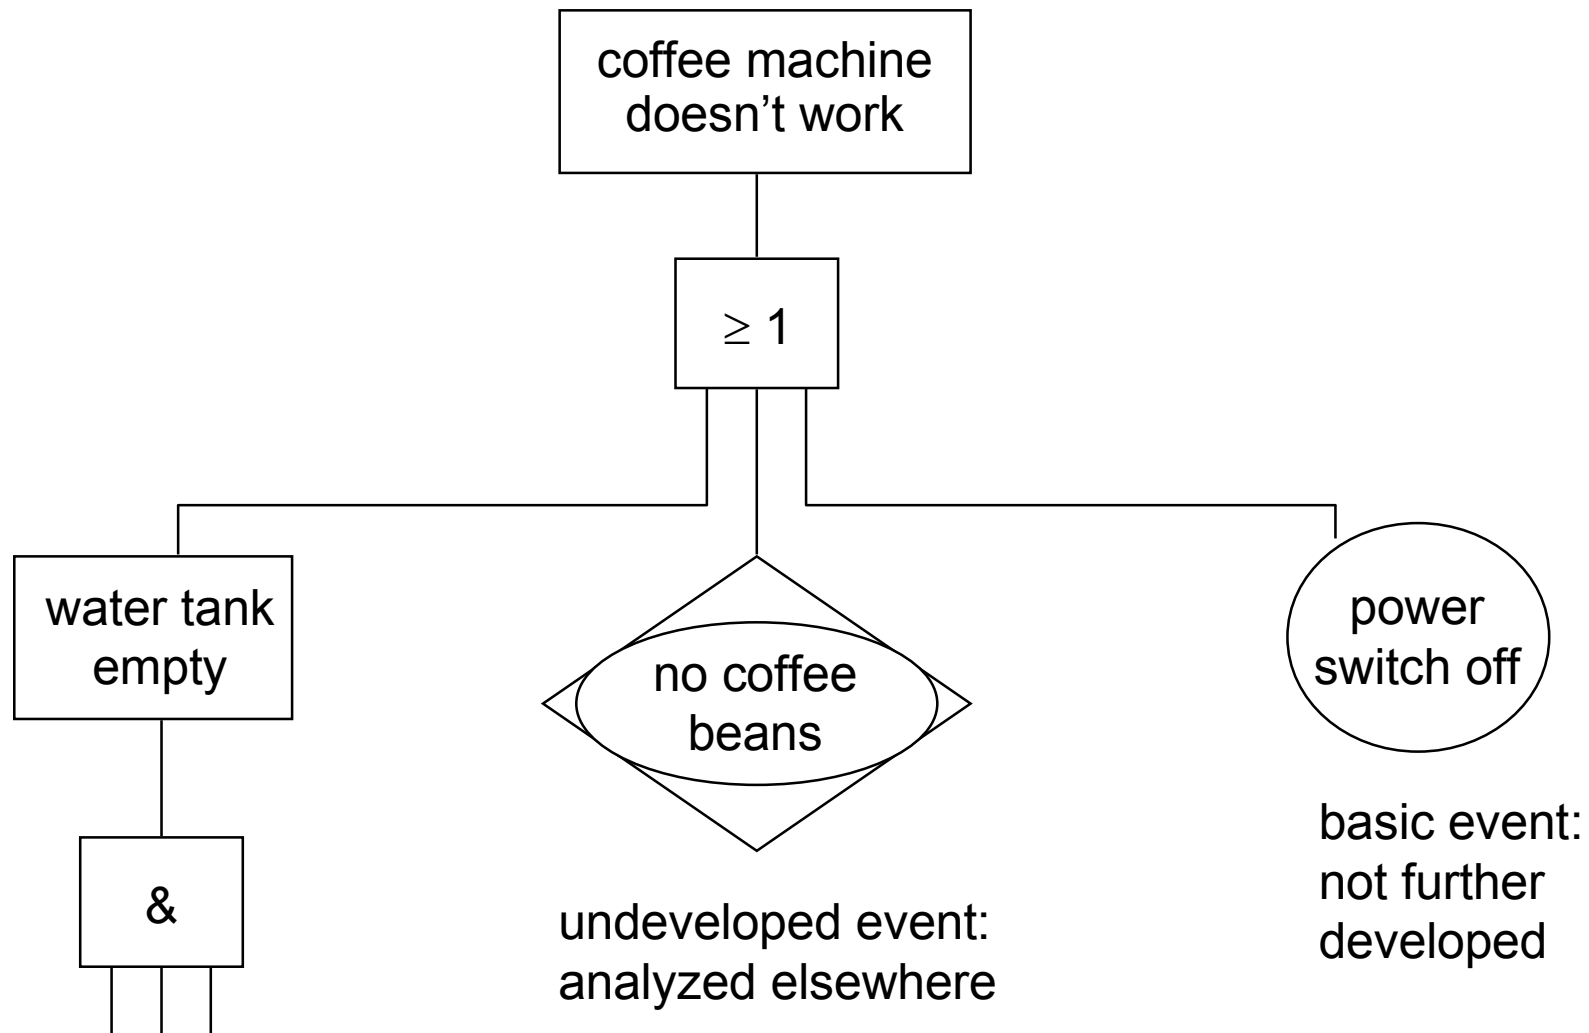 coffee machine
doesn’t work
≥ 1
water tank
empty
no coffee
beans
power
switch off
&
undeveloped event:
analyzed elsewhere
basic event:
not further
developed